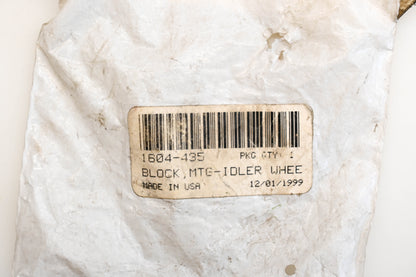 1604-435 PKG QTY: 1
BLOCK,MTG-IDLER WHEE
MADE IN USA 12/01/1999